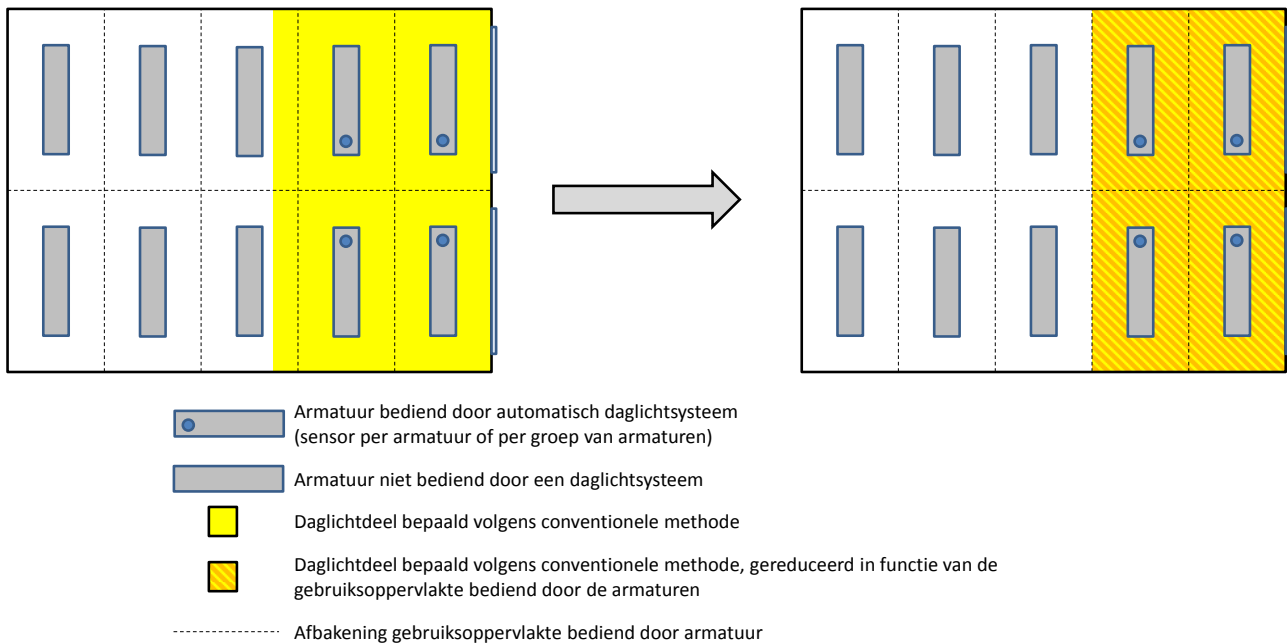 Armatuur bediend door automatisch daglichtsysteem
(sensor per armatuur of per groep van armaturen)
Armatuur niet bediend door een daglichtsysteem
Daglichtdeel bepaald volgens conventionele methode
Daglichtdeel bepaald volgens conventionele methode, gereduceerd in functie van de
gebruiksoppervlakte bediend door de armaturen
Afbakening gebruiksoppervlakte bediend door armatuur